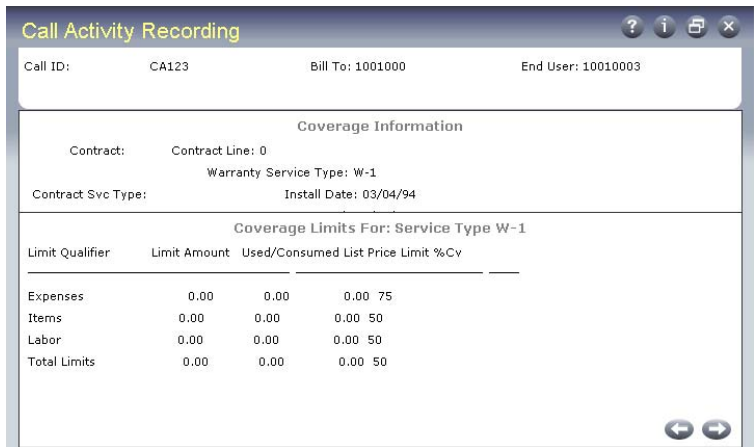 Call Activity Recording
Call ID: CA123 Bill To: 1001000 End User: 10010003
Coverage Information
Contract: Contract Line: 0
Warranty Service Type: W-1
Contract Svc Type: Install Date: 03/04/94
Coverage Limits For: Service Type W-1
Limit Qualifier Limit Amount Used/Consumed List Price Limit %Cv
Expenses 0.00 0.00 0.00 75
Items 0.00 0.00 0.00 50
Labor 0.00 0.00 0.00 50
Total Limits 0.00 0.00 0.00 50